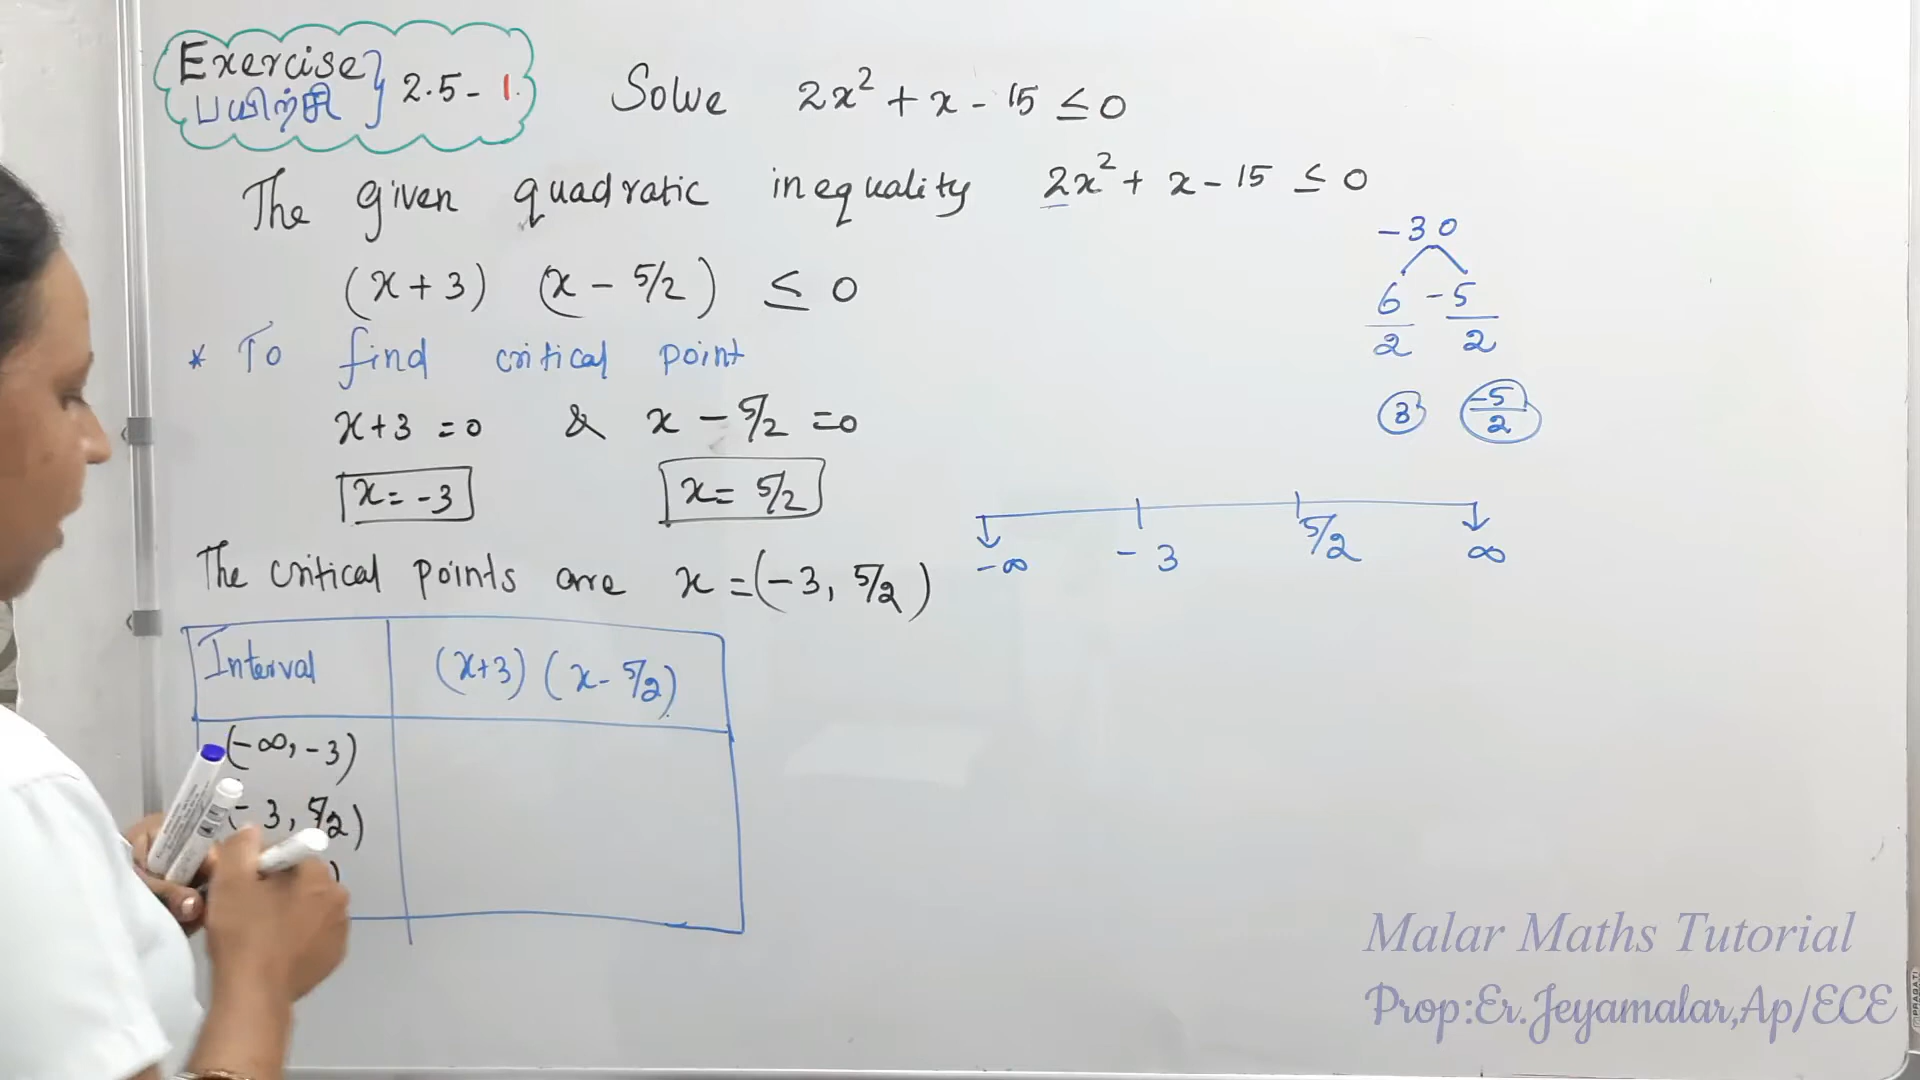 Exercise } 2.5 - 1.
பயிற்சி
Solve 2x² + x - 15 ≤ 0
The given quadratic inequality 2x² + x - 15 ≤ 0
-30
6 -5
2 2
3 -5/2
(x+3) (x - 5/2) ≤ 0
* To find critical point
x+3 = 0 & x - 5/2 = 0
x = -3 x = 5/2
-∞ -3 5/2 ∞
The critical points are x = (-3, 5/2)
Interval (x+3) (x - 5/2)
(-∞, -3)
(-3, 5/2)
)
Malar Maths Tutorial
Prop:Er.Jeyamalar,Ap/ECE